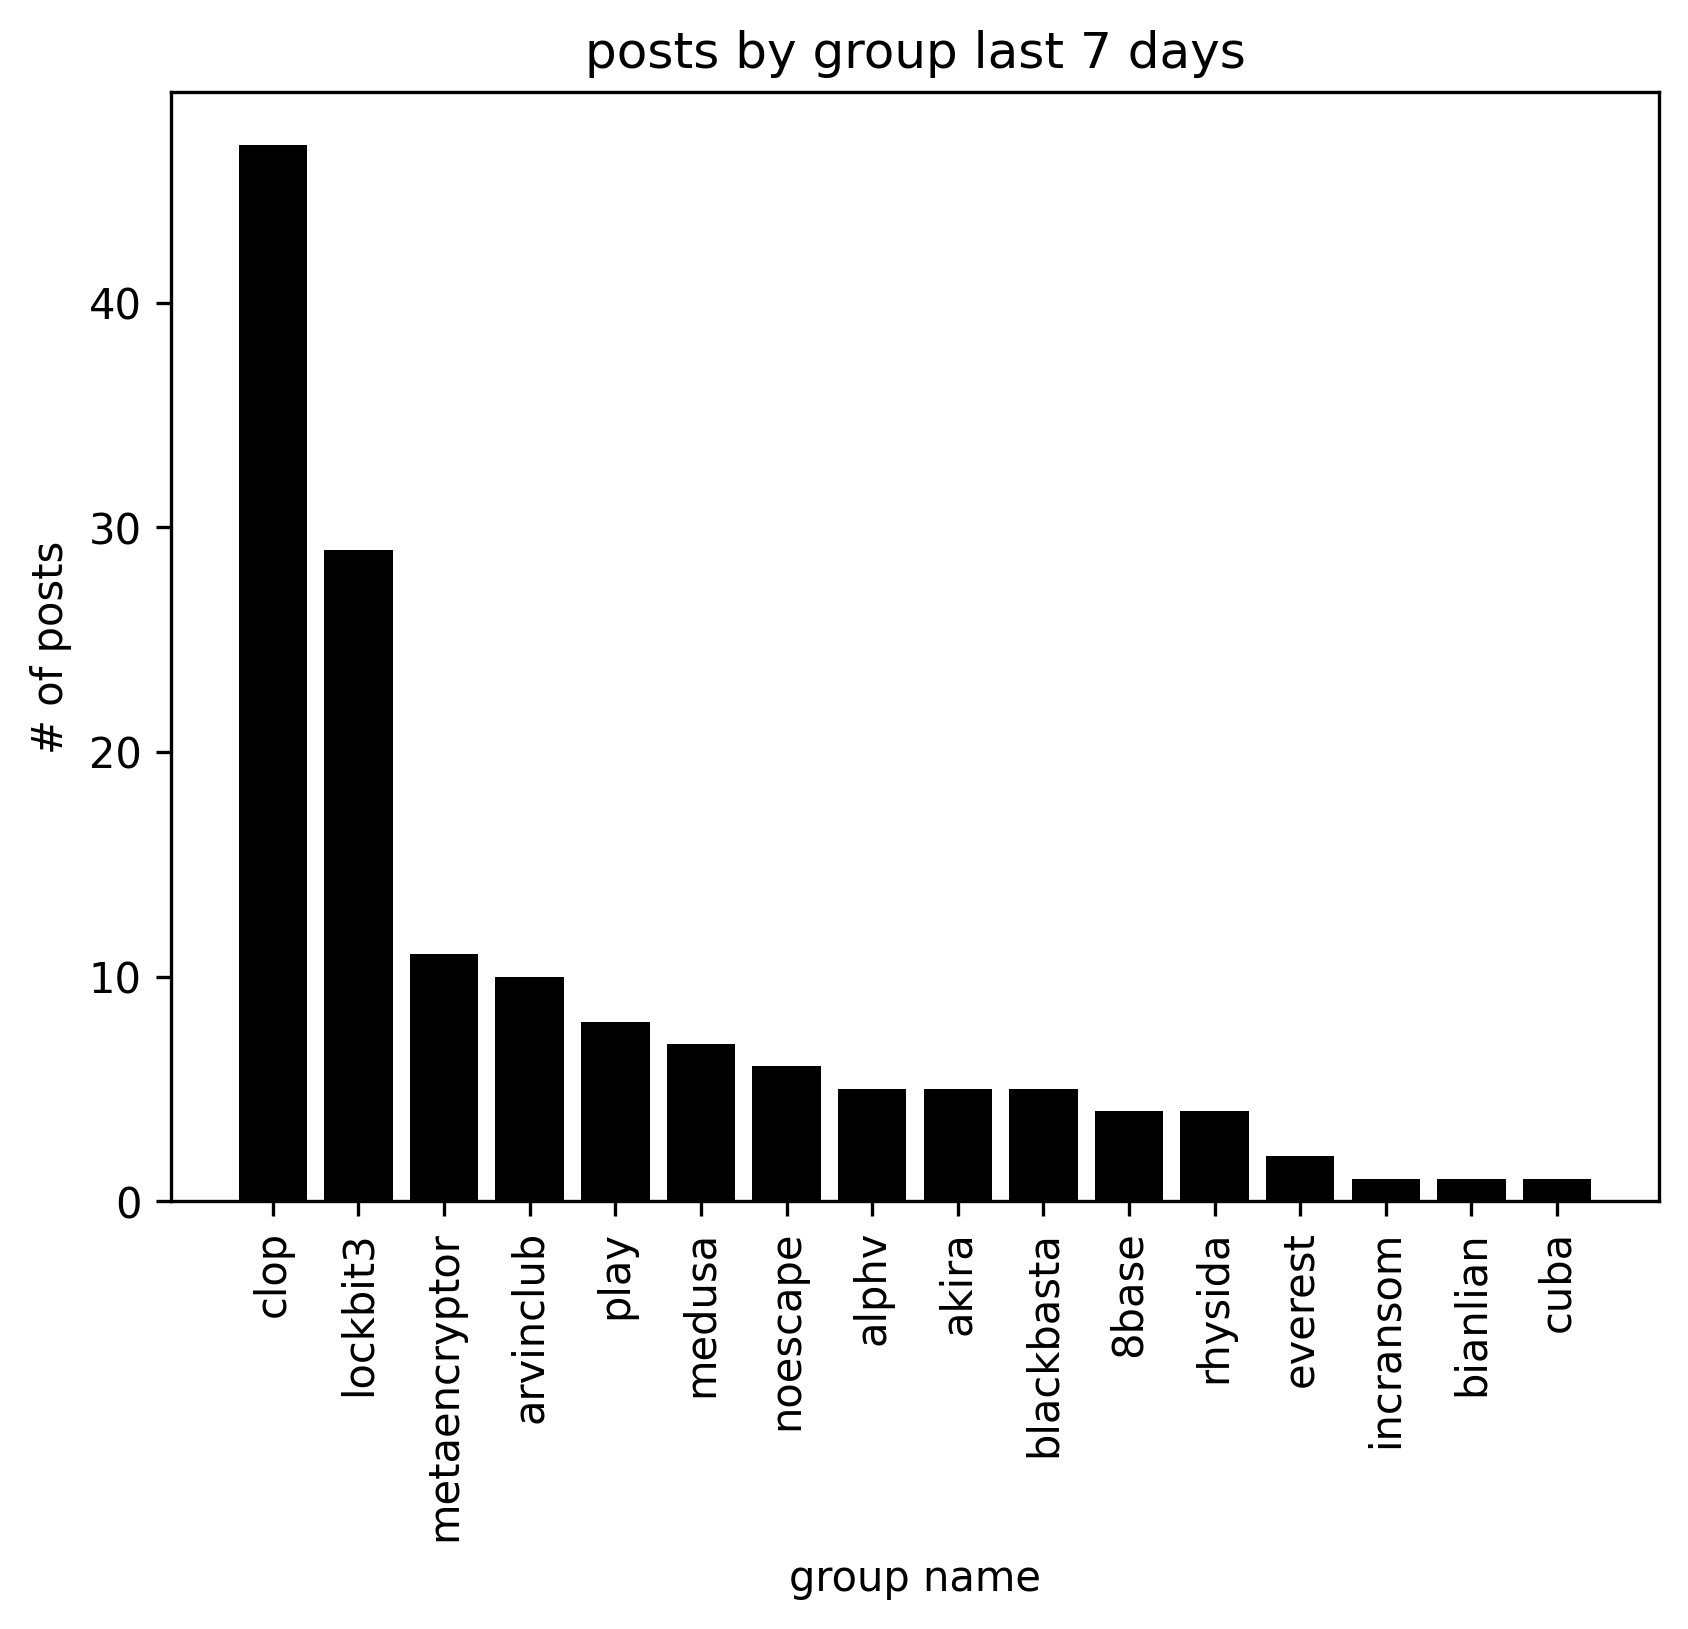 posts by group last 7 days
# of posts
40
30
20
10
0
clop
lockbit3
metaencryptor
arvinclub
play
medusa
noescape
alphv
akira
blackbasta
8base
rhysida
everest
incransom
bianlian
cuba
group name